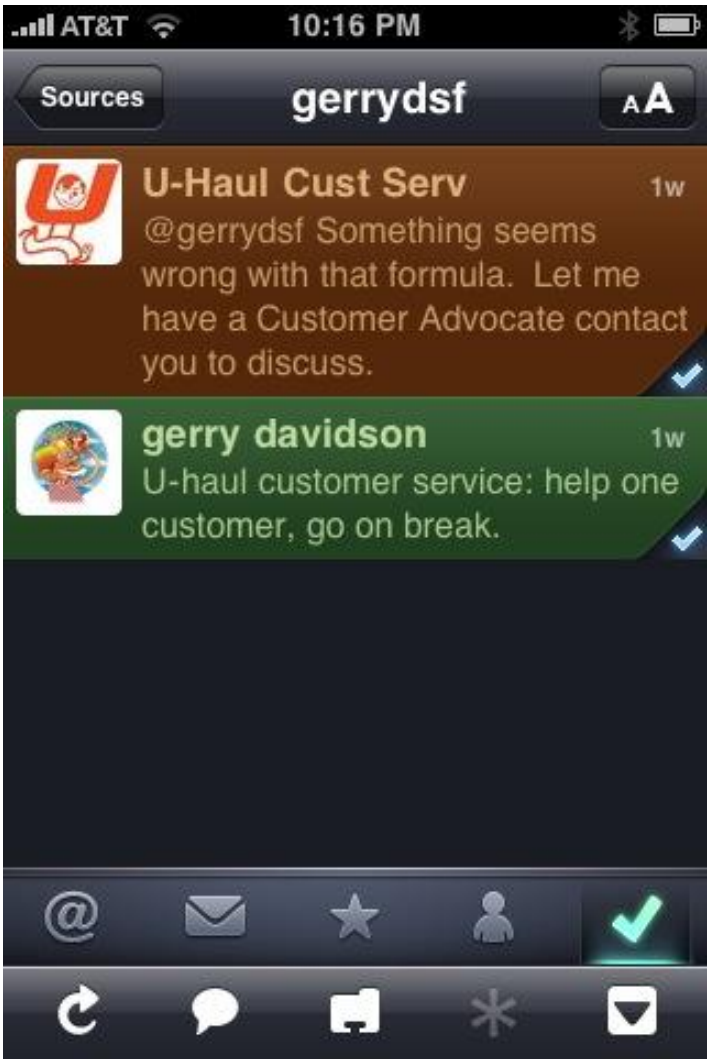 AT&T 10:16 PM
Sources gerrydsf AA
U-Haul Cust Serv 1w
@gerrydsf Something seems
wrong with that formula.  Let me
have a Customer Advocate contact
you to discuss.
gerry davidson 1w
U-haul customer service: help one
customer, go on break.
@